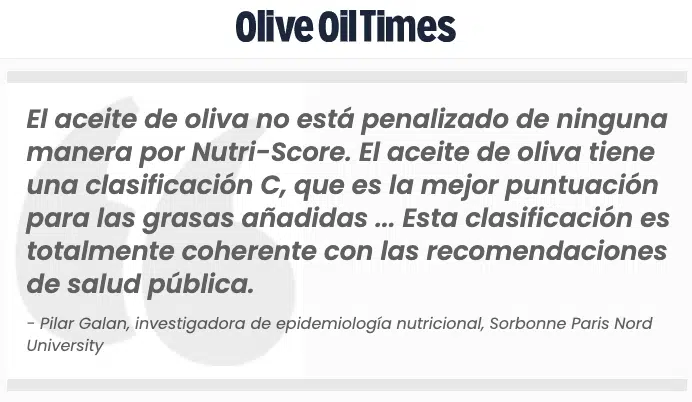 Olive Oil Times
El aceite de oliva no está penalizado de ninguna
manera por Nutri-Score. El aceite de oliva tiene
una clasificación C, que es la mejor puntuación
para las grasas añadidas ... Esta clasificación es
totalmente coherente con las recomendaciones
de salud pública.
- Pilar Galan, investigadora de epidemiología nutricional, Sorbonne Paris Nord
University